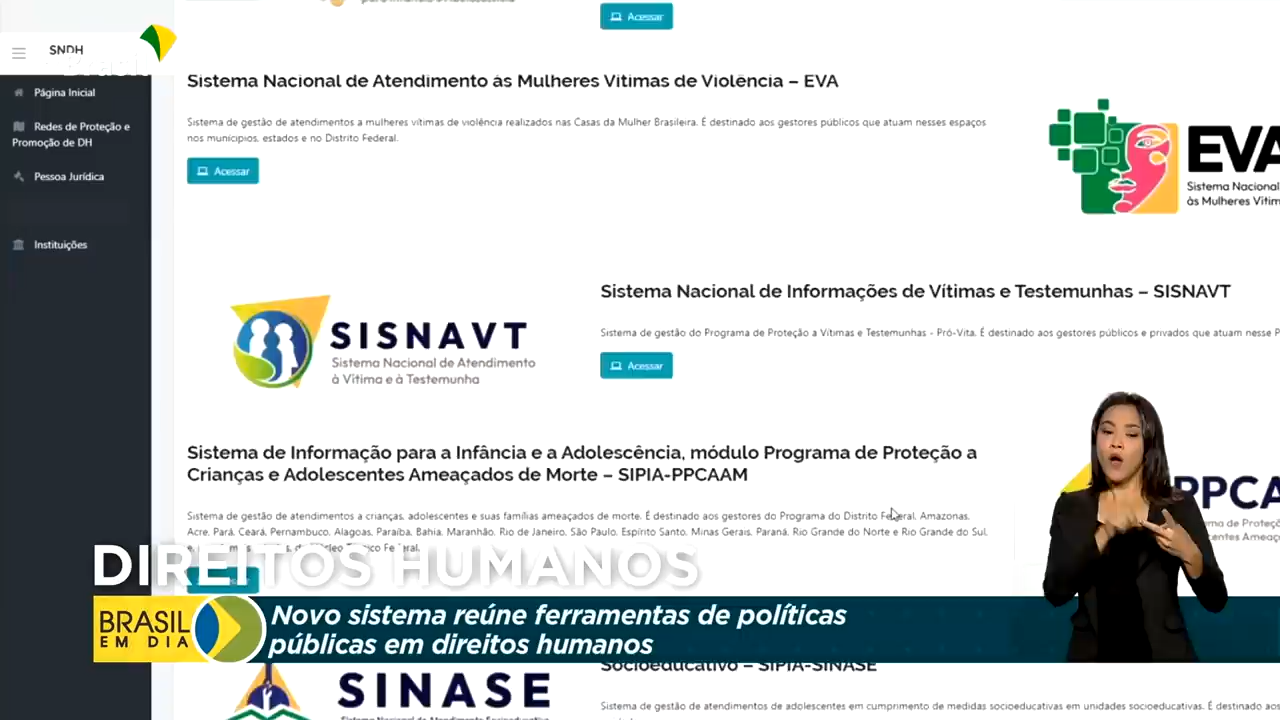 Acessar
SNDH
Brasil
Sistema Nacional de Atendimento às Mulheres Vítimas de Violência – EVA
Página Inicial
Sistema de gestão de atendimentos a mulheres vítimas de violência realizados nas Casas da Mulher Brasileira. É destinado aos gestores públicos que atuam nesses espaços
nos municípios, estados e no Distrito Federal.
Redes de Proteção e
Promoção de DH
Acessar
Pessoa Jurídica
EVA
Sistema Nacional
às Mulheres Vítim
Instituições
Sistema Nacional de Informações de Vítimas e Testemunhas – SISNAVT
SISNAVT
Sistema Nacional de Atendimento
à Vítima e à Testemunha
Sistema de gestão do Programa de Proteção a Vítimas e Testemunhas - Pró-Vita. É destinado aos gestores públicos e privados que atuam nesse P
Acessar
Sistema de Informação para a Infância e a Adolescência, módulo Programa de Proteção a
Crianças e Adolescentes Ameaçados de Morte – SIPIA-PPCAAM
PPCA
Sistema de gestão de atendimentos a crianças, adolescentes e suas famílias ameaçados de morte. É destinado aos gestores do Programa do Distrito Federal, Amazonas,
Acre, Pará, Ceará, Pernambuco, Alagoas, Paraíba, Bahia, Maranhão, Rio de Janeiro, São Paulo, Espírito Santo, Minas Gerais, Paraná, Rio Grande do Norte e Rio Grande do Sul,
DIREITOS HUMANOS
BRASIL
EM DIA
Novo sistema reúne ferramentas de políticas
públicas em direitos humanos
Socioeducativo – SIPIA-SINASE
SINASE
Sistema Nacional de Atendimento Socioeducativo
Sistema de gestão de atendimentos de adolescentes em cumprimento de medidas socioeducativas em unidades socioeducativas. É destinado aos